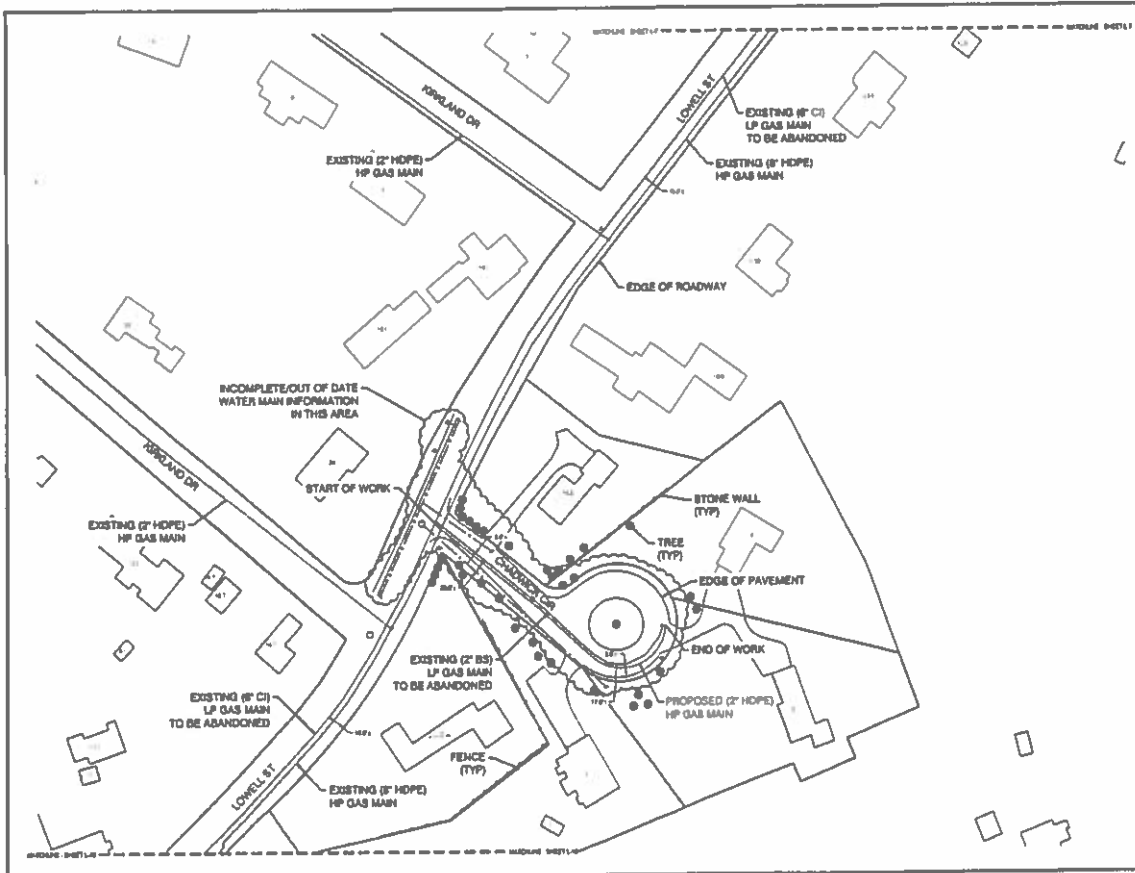 KIRKLAND DR
LOWELL ST
EXISTING (6" CI)
LP GAS MAIN
TO BE ABANDONED
EXISTING (2" HDPE)
HP GAS MAIN
EXISTING (8" HDPE)
HP GAS MAIN
EDGE OF ROADWAY
INCOMPLETE/OUT OF DATE
WATER MAIN INFORMATION
IN THIS AREA
KIRKLAND DR
START OF WORK
STONE WALL
(TYP)
EXISTING (2" HDPE)
HP GAS MAIN
TREE
(TYP)
CHADWICK CIR
EDGE OF PAVEMENT
END OF WORK
EXISTING (2" BS)
LP GAS MAIN
TO BE ABANDONED
PROPOSED (2" HDPE)
HP GAS MAIN
EXISTING (6" CI)
LP GAS MAIN
TO BE ABANDONED
FENCE
(TYP)
LOWELL ST
EXISTING (8" HDPE)
HP GAS MAIN